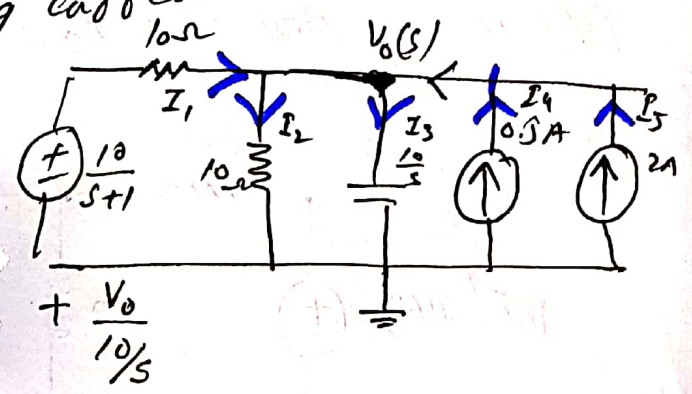 10Ω
V₀(s)
I₁
I₂
I₃
I₄
I₅
+
10
s+1
10Ω
10
s
0.5A
2A
+ V₀
10/s